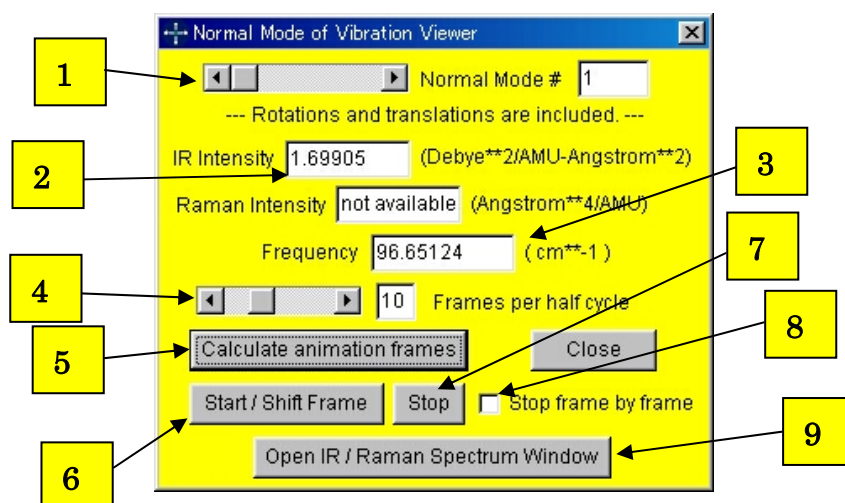 Normal Mode of Vibration Viewer
1
Normal Mode # 1
--- Rotations and translations are included. ---
2
IR Intensity 1.69905 (Debye**2/AMU-Angstrom**2)
3
Raman Intensity not available (Angstrom**4/AMU)
Frequency 96.65124 ( cm**-1 )
7
4
10 Frames per half cycle
8
5
Calculate animation frames Close
Start / Shift Frame Stop Stop frame by frame
6
Open IR / Raman Spectrum Window
9